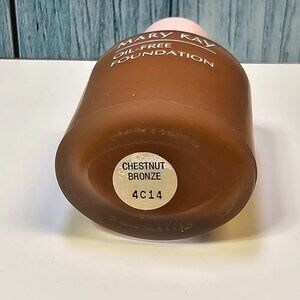 MARY KAY
OIL-FREE
FOUNDATION
CHESTNUT
BRONZE
4C14